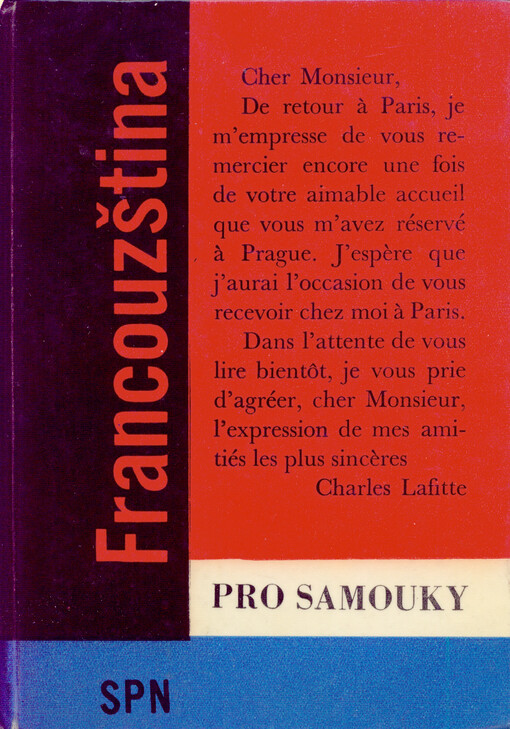 Francouzština
Cher Monsieur,
De retour à Paris, je
m'empresse de vous re-
mercier encore une fois
de votre aimable accueil
que vous m'avez réservé
à Prague. J'espère que
j'aurai l'occasion de vous
recevoir chez moi à Paris.
Dans l'attente de vous
lire bientôt, je vous prie
d'agréer, cher Monsieur,
l'expression de mes ami-
tiés les plus sincères
Charles Lafitte
PRO SAMOUKY
SPN